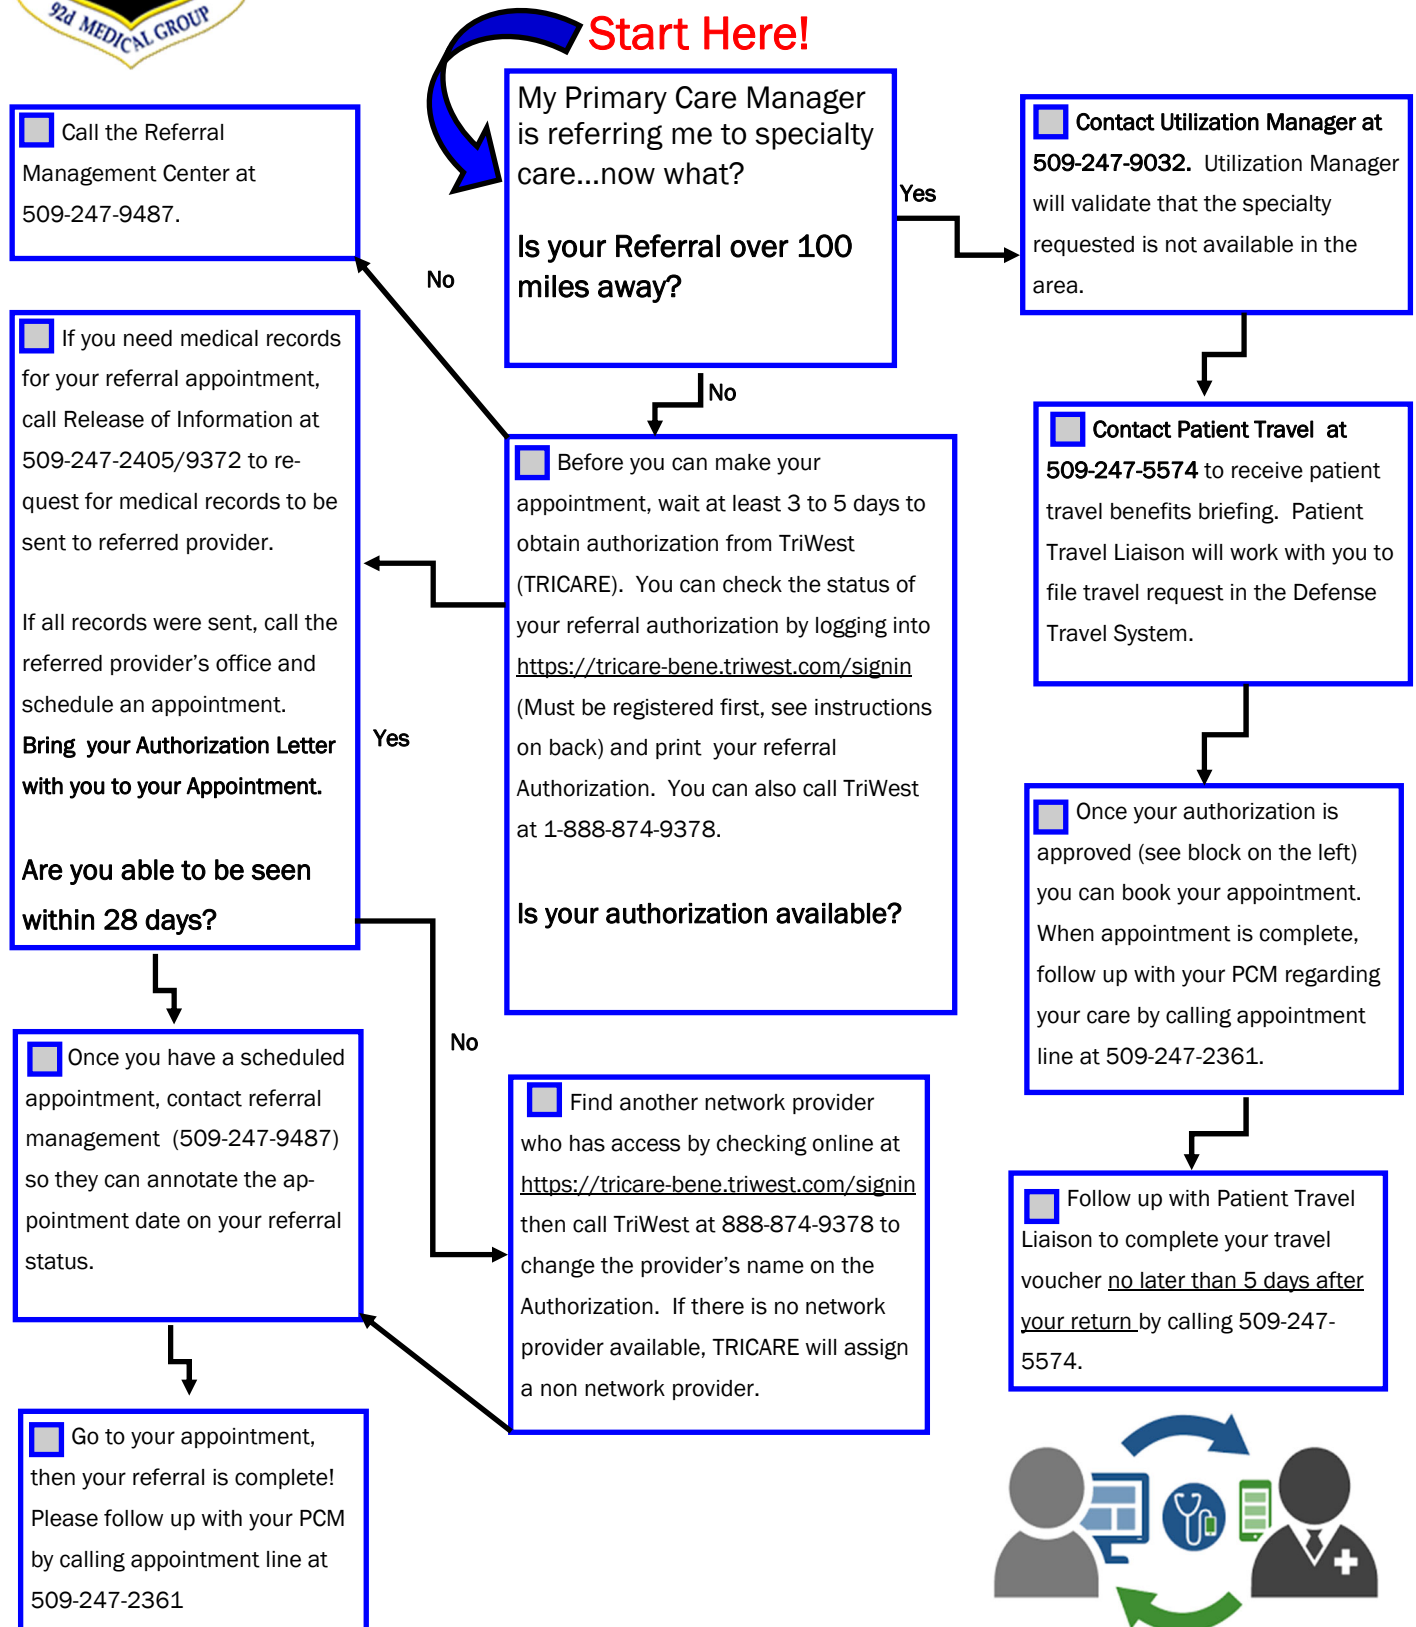 92d MEDICAL GROUP
Start Here!
My Primary Care Manager
is referring me to specialty
care...now what?
Is your Referral over 100
miles away?
Yes
No
No
Call the Referral
Management Center at
509-247-9487.
Contact Utilization Manager at
509-247-9032.  Utilization Manager
will validate that the specialty
requested is not available in the
area.
If you need medical records
for your referral appointment,
call Release of Information at
509-247-2405/9372 to re-
quest for medical records to be
sent to referred provider.
If all records were sent, call the
referred provider's office and
schedule an appointment.
Bring  your Authorization Letter
with you to your Appointment.
Are you able to be seen
within 28 days?
Yes
Before you can make your
appointment, wait at least 3 to 5 days to
obtain authorization from TriWest
(TRICARE).  You can check the status of
your referral authorization by logging into
https://tricare-bene.triwest.com/signin
(Must be registered first, see instructions
on back) and print  your referral
Authorization.  You can also call TriWest
at 1-888-874-9378.
Is your authorization available?
Contact Patient Travel  at
509-247-5574 to receive patient
travel benefits briefing.  Patient
Travel Liaison will work with you to
file travel request in the Defense
Travel System.
Once your authorization is
approved (see block on the left)
you can book your appointment.
When appointment is complete,
follow up with your PCM regarding
your care by calling appointment
line at 509-247-2361.
Once you have a scheduled
appointment, contact referral
management  (509-247-9487)
so they can annotate the ap-
pointment date on your referral
status.
No
Find another network provider
who has access by checking online at
https://tricare-bene.triwest.com/signin
then call TriWest at 888-874-9378 to
change the provider's name on the
Authorization.  If there is no network
provider available, TRICARE will assign
a non network provider.
Follow up with Patient Travel
Liaison to complete your travel
voucher no later than 5 days after
your return by calling 509-247-
5574.
Go to your appointment,
then your referral is complete!
Please follow up with your PCM
by calling appointment line at
509-247-2361